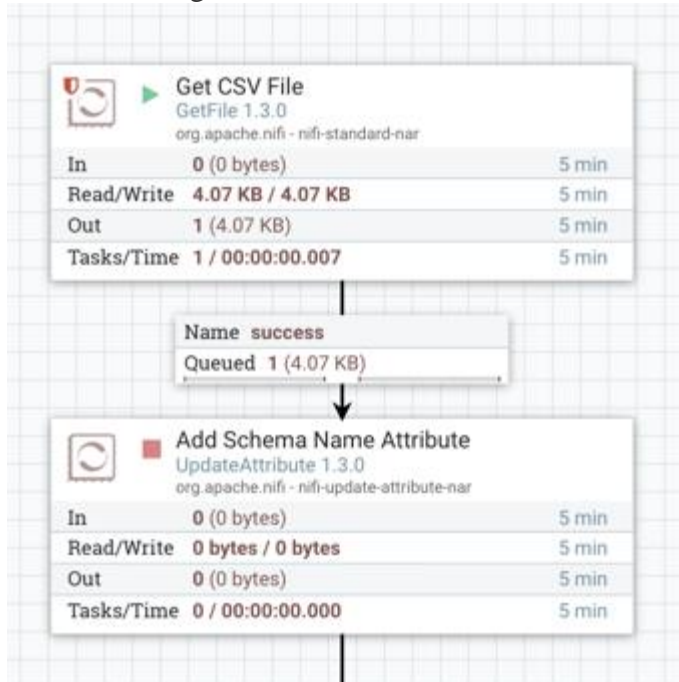 Get CSV File
GetFile 1.3.0
org.apache.nifi - nifi-standard-nar
In 0 (0 bytes) 5 min
Read/Write 4.07 KB / 4.07 KB 5 min
Out 1 (4.07 KB) 5 min
Tasks/Time 1 / 00:00:00.007 5 min
Name success
Queued 1 (4.07 KB)
Add Schema Name Attribute
UpdateAttribute 1.3.0
org.apache.nifi - nifi-update-attribute-nar
In 0 (0 bytes) 5 min
Read/Write 0 bytes / 0 bytes 5 min
Out 0 (0 bytes) 5 min
Tasks/Time 0 / 00:00:00.000 5 min